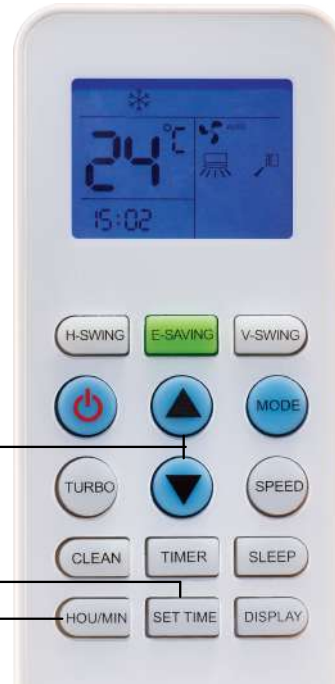 24°C AUTO
15:02
H-SWING E-SAVING V-SWING
MODE
TURBO SPEED
CLEAN TIMER SLEEP
HOU/MIN SET TIME DISPLAY